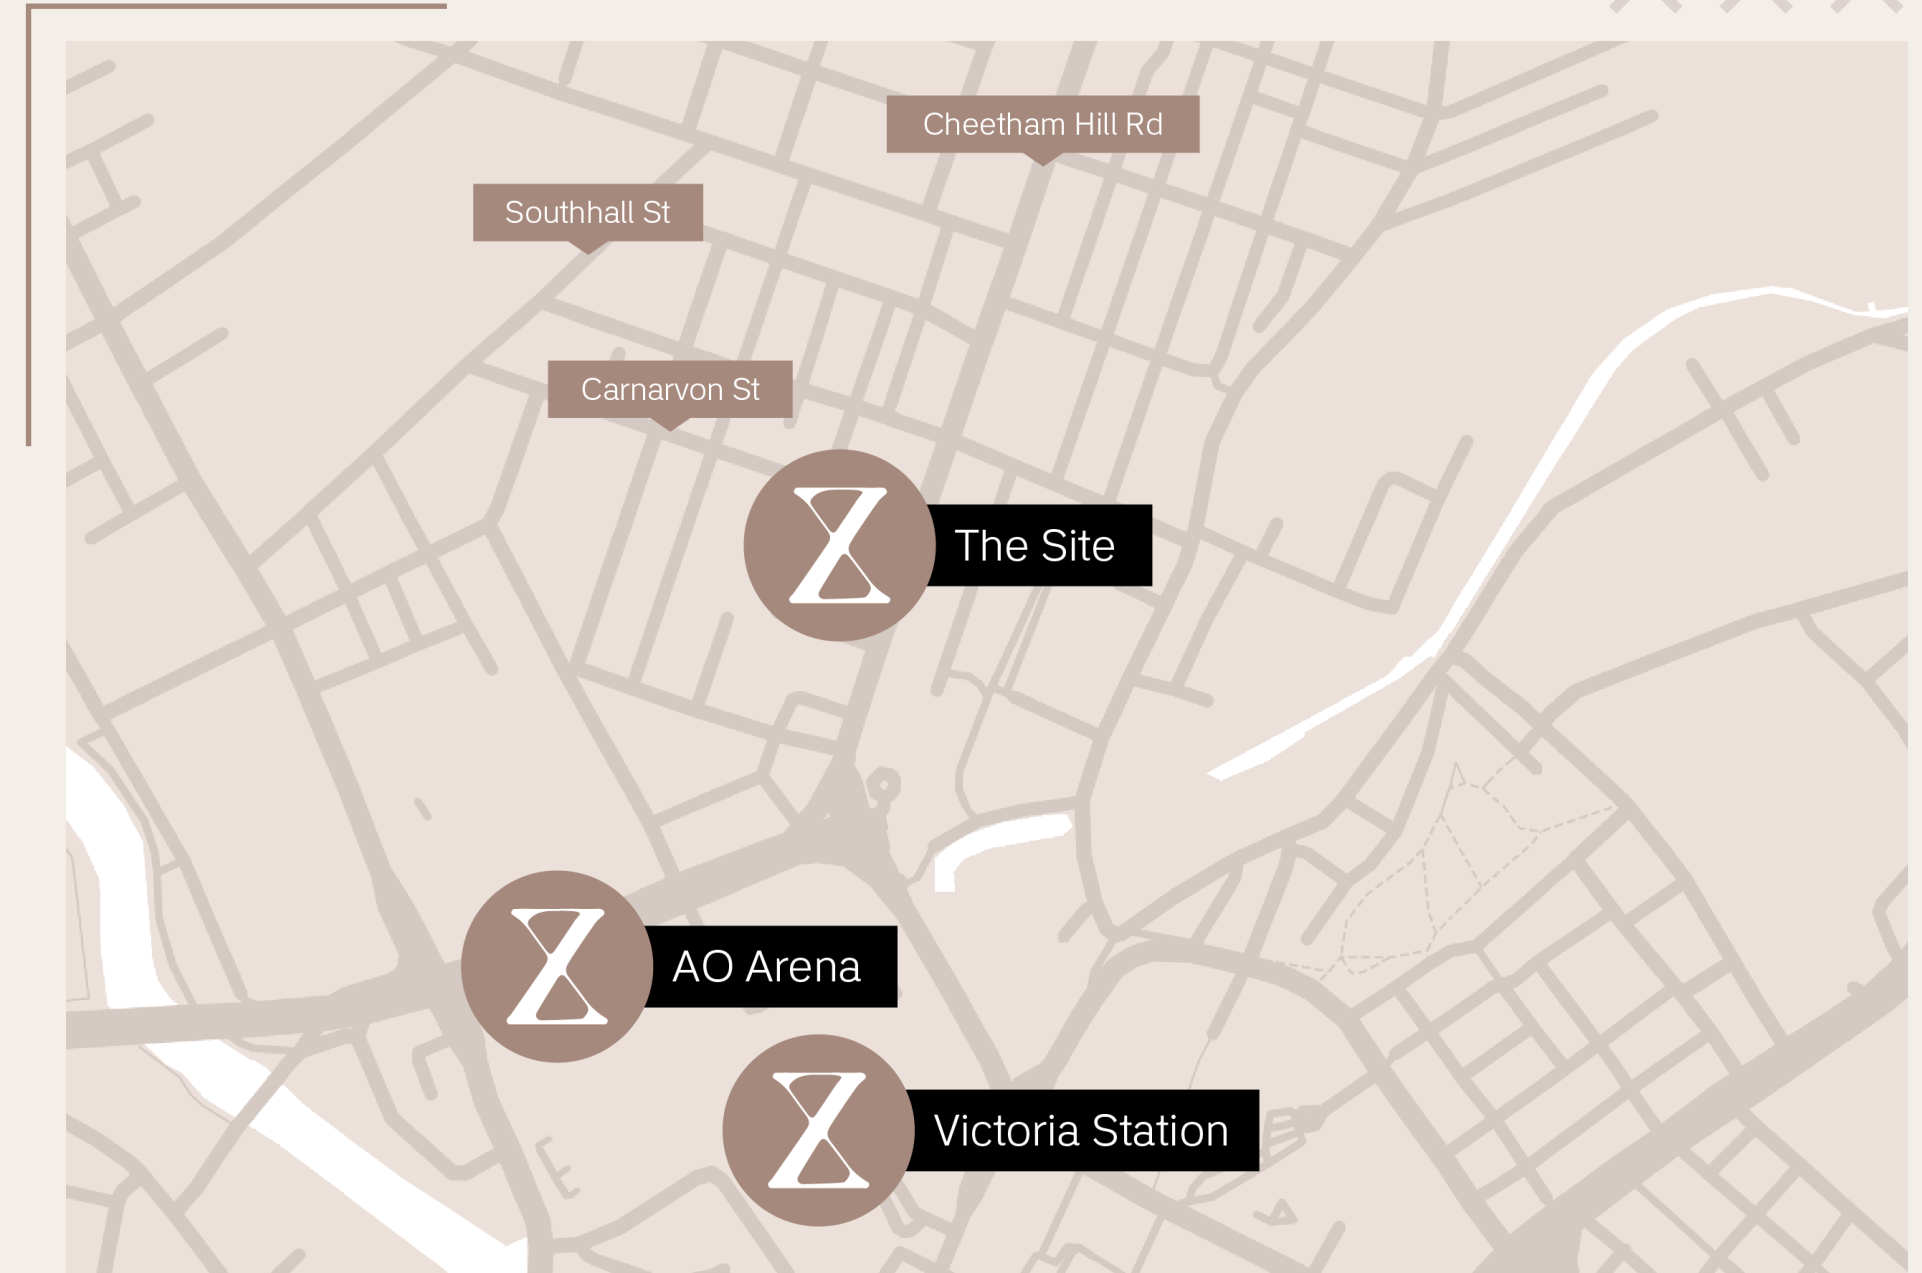 Cheetham Hill Rd
Southhall St
Carnarvon St
The Site
AO Arena
Victoria Station